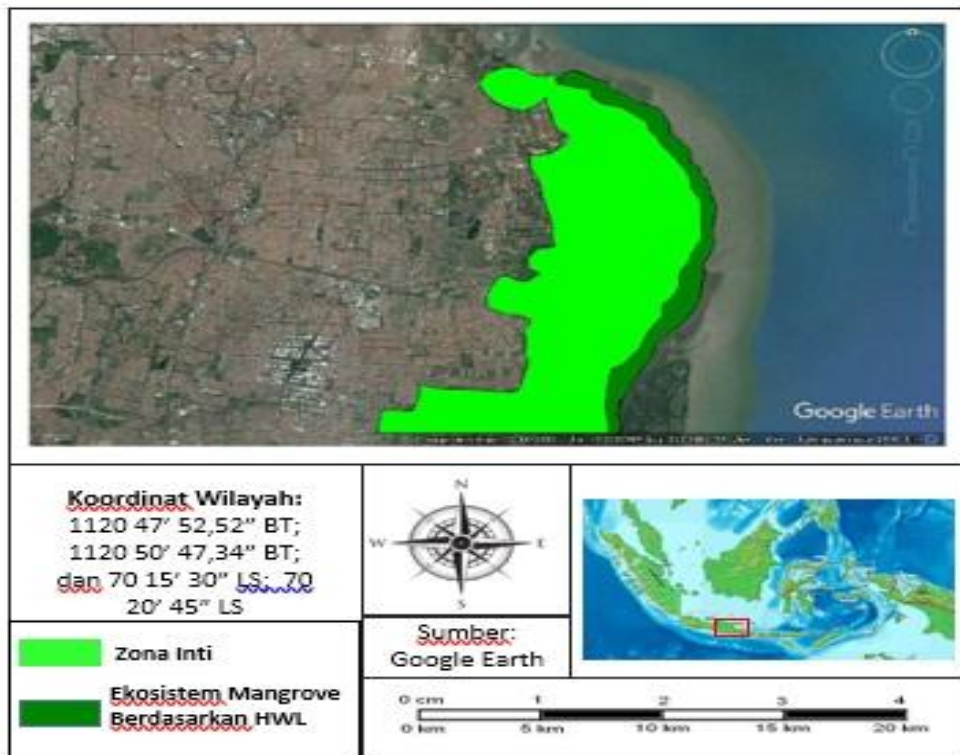 Google Earth
Koordinat Wilayah:
1120 47’ 52,52” BT;
1120 50’ 47,34” BT;
dan 70 15’ 30” LS; 70
20’ 45” LS
N
W E
S
Sumber:
Google Earth
Zona Inti
Ekosistem Mangrove
Berdasarkan HWL
0 cm 1 2 3 4
0 km 5 km 10 km 15 km 20 km